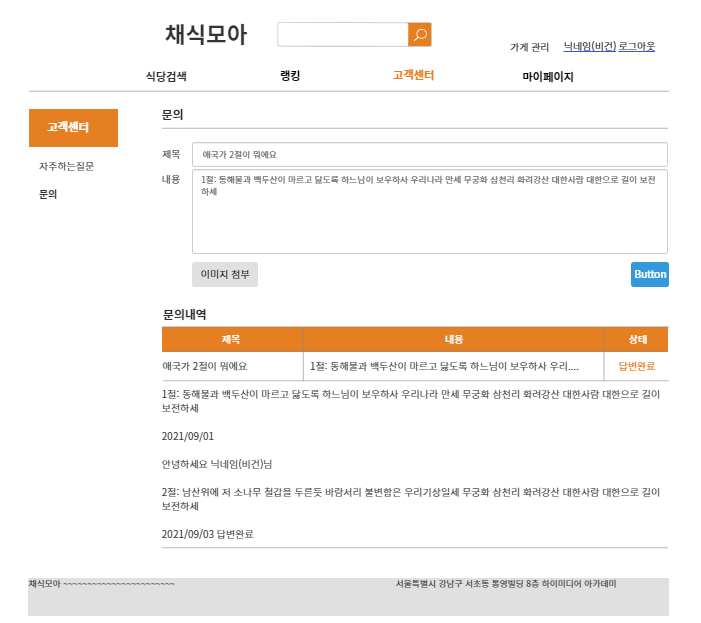 채식모아
가게 관리 닉네임(비건) 로그아웃
식당검색 랭킹 고객센터 마이페이지
고객센터
자주하는질문
문의
문의
제목 애국가 2절이 뭐에요
내용 1절: 동해물과 백두산이 마르고 닳도록 하느님이 보우하사 우리나라 만세 무궁화 삼천리 화려강산 대한사람 대한으로 길이 보전
하세
이미지 첨부 Button
문의내역
제목 내용 상태
애국가 2절이 뭐에요 1절: 동해물과 백두산이 마르고 닳도록 하느님이 보우하사 우리.... 답변완료
1절: 동해물과 백두산이 마르고 닳도록 하느님이 보우하사 우리나라 만세 무궁화 삼천리 화려강산 대한사람 대한으로 길이
보전하세
2021/09/01
안녕하세요 닉네임(비건)님
2절: 남산위에 저 소나무 철갑을 두른듯 바람서리 불변함은 우리기상일세 무궁화 삼천리 화려강산 대한사람 대한으로 길이
보전하세
2021/09/03 답변완료
채식모아 ~~~~~~~~~~~~~~~~~~~~~~~ 서울특별시 강남구 서초동 통영빌딩 8층 하이미디어 아카데미